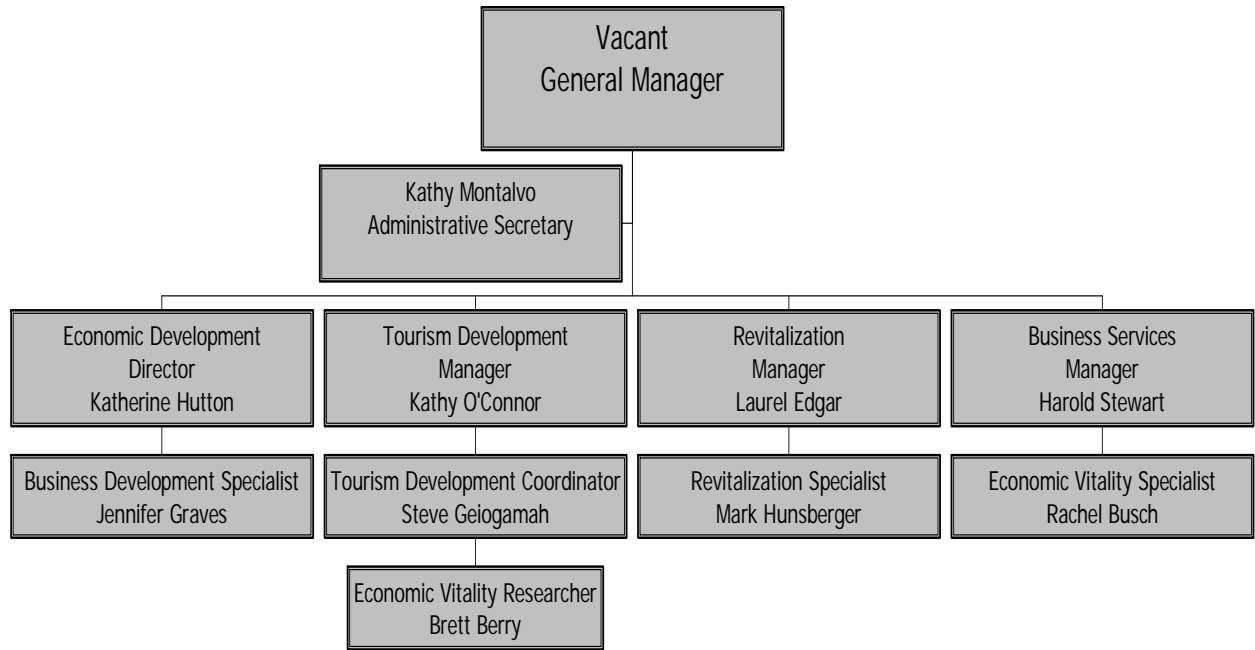 Vacant
General Manager
Kathy Montalvo
Administrative Secretary
Economic Development
Director
Katherine Hutton
Tourism Development
Manager
Kathy O'Connor
Revitalization
Manager
Laurel Edgar
Business Services
Manager
Harold Stewart
Business Development Specialist
Jennifer Graves
Tourism Development Coordinator
Steve Geiogamah
Revitalization Specialist
Mark Hunsberger
Economic Vitality Specialist
Rachel Busch
Economic Vitality Researcher
Brett Berry